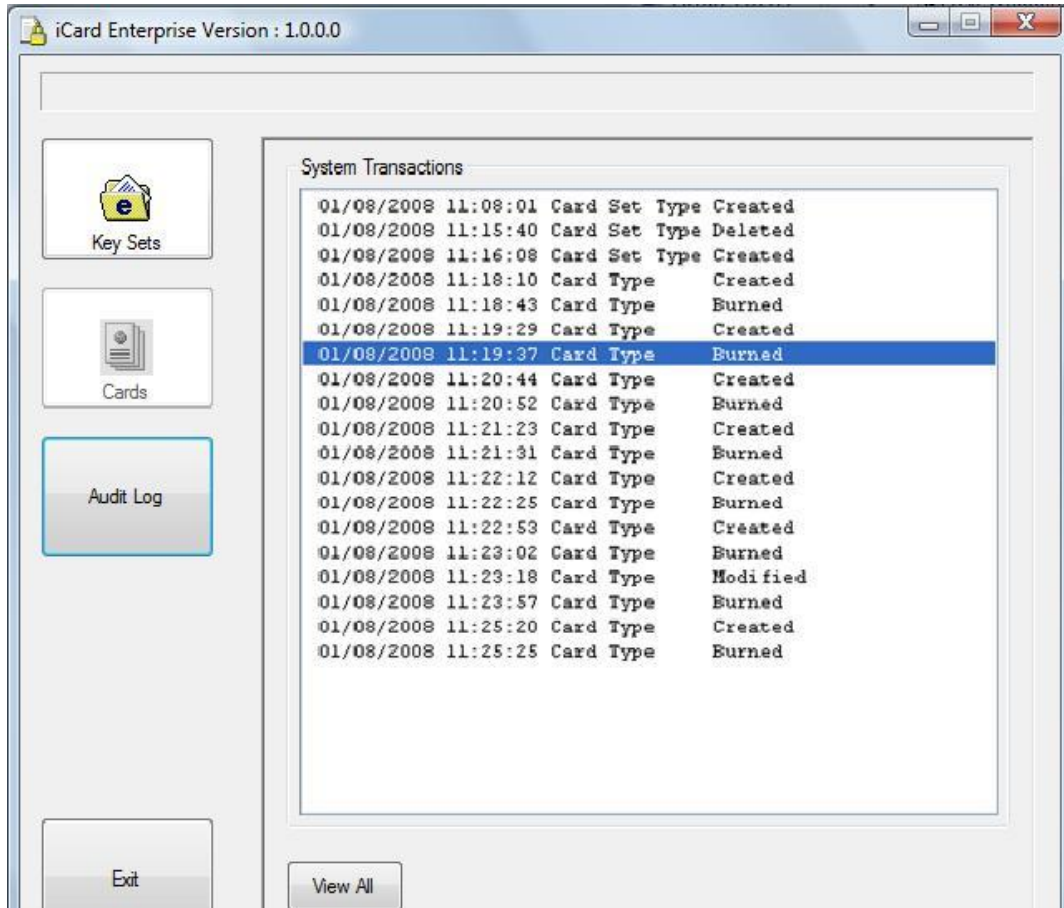 iCard Enterprise Version : 1.0.0.0
Key Sets
Cards
Audit Log
Exit
System Transactions
01/08/2008 11:08:01 Card Set Type Created
01/08/2008 11:15:40 Card Set Type Deleted
01/08/2008 11:16:08 Card Set Type Created
01/08/2008 11:18:10 Card Type Created
01/08/2008 11:18:43 Card Type Burned
01/08/2008 11:19:29 Card Type Created
01/08/2008 11:19:37 Card Type Burned
01/08/2008 11:20:44 Card Type Created
01/08/2008 11:20:52 Card Type Burned
01/08/2008 11:21:23 Card Type Created
01/08/2008 11:21:31 Card Type Burned
01/08/2008 11:22:12 Card Type Created
01/08/2008 11:22:25 Card Type Burned
01/08/2008 11:22:53 Card Type Created
01/08/2008 11:23:02 Card Type Burned
01/08/2008 11:23:18 Card Type Modified
01/08/2008 11:23:57 Card Type Burned
01/08/2008 11:25:20 Card Type Created
01/08/2008 11:25:25 Card Type Burned
View All